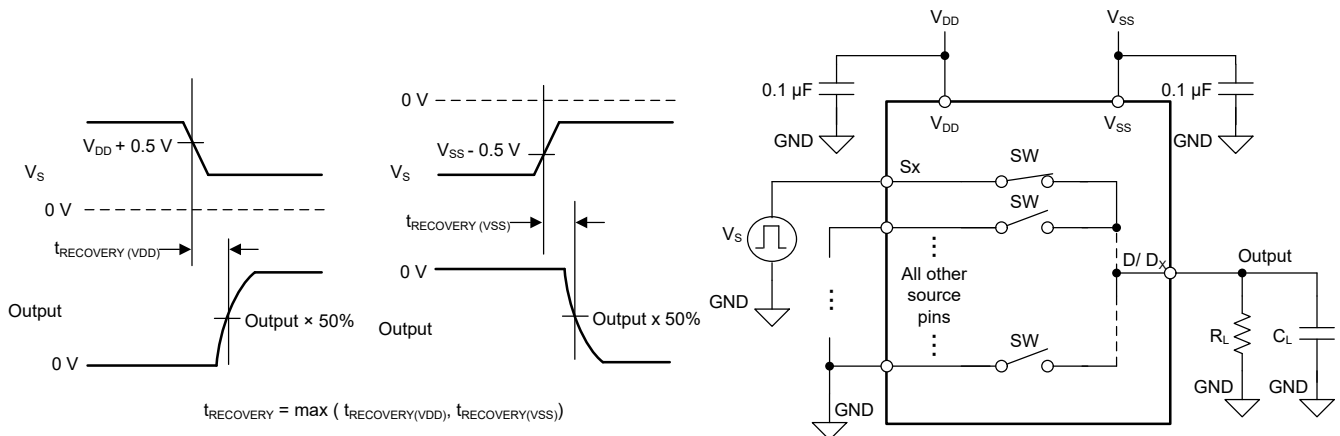 0 V
V_DD + 0.5 V
V_S
0 V
t_RECOVERY (VDD)
Output
Output × 50%
0 V
V_SS - 0.5 V
V_S
t_RECOVERY (VSS)
0 V
Output
Output x 50%
t_RECOVERY = max ( t_RECOVERY(VDD), t_RECOVERY(VSS))
V_DD
V_SS
0.1 µF
0.1 µF
GND
V_DD
V_SS
GND
Sx
SW
SW
V_S
GND
All other
source
pins
SW
GND
D/ D_X
Output
R_L
C_L
GND
GND